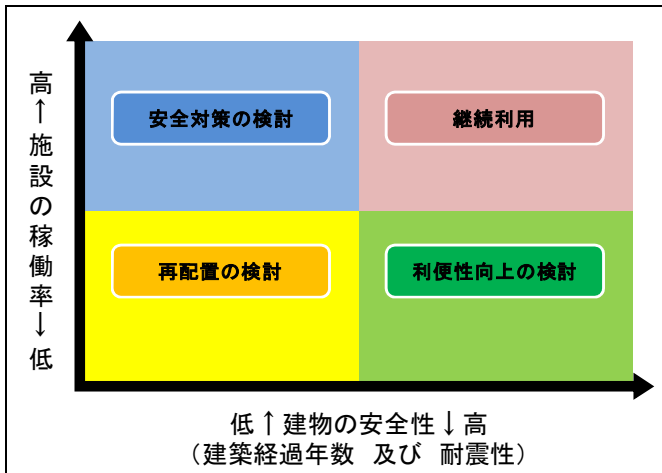 高↑施設の稼働率↓低
安全対策の検討
継続利用
再配置の検討
利便性向上の検討
低↑建物の安全性↓高
（建築経過年数 及び 耐震性）